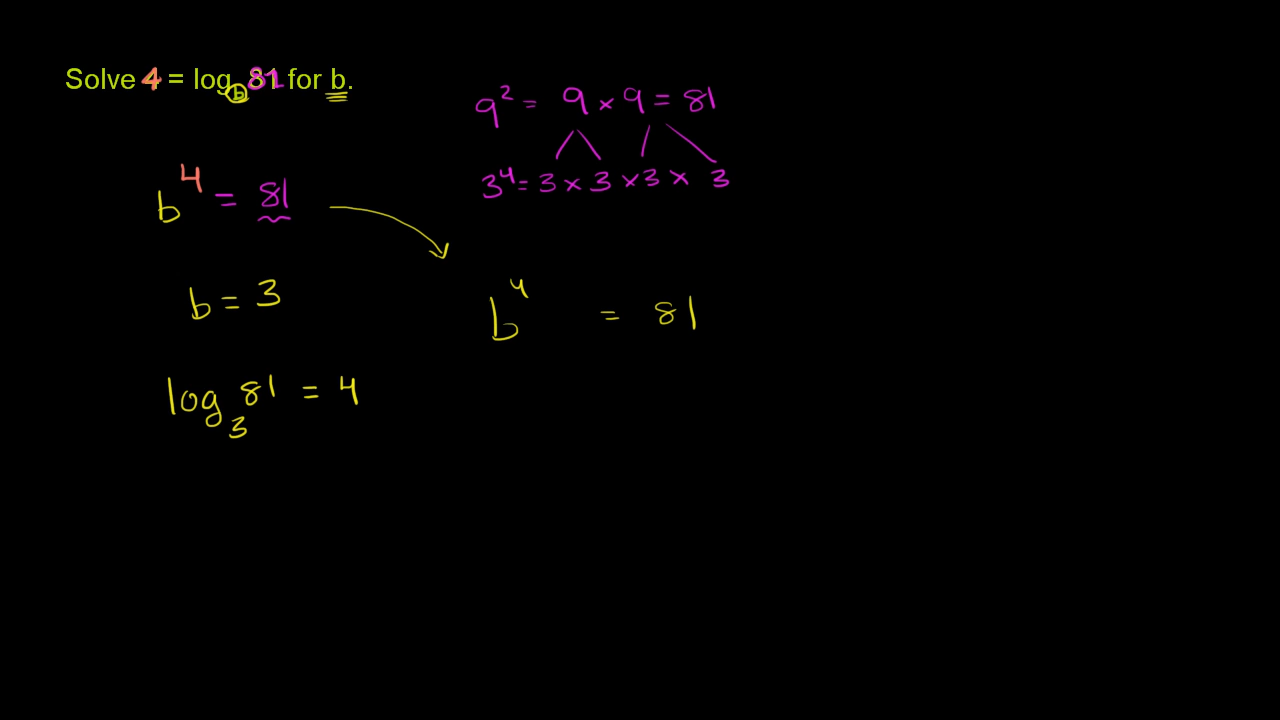 Solve 4 = log_b 81 for b.
9² = 9 × 9 = 81
3⁴ = 3 × 3 × 3 × 3
b⁴ = 81
b = 3
b⁴ = 81
log₃ 81 = 4